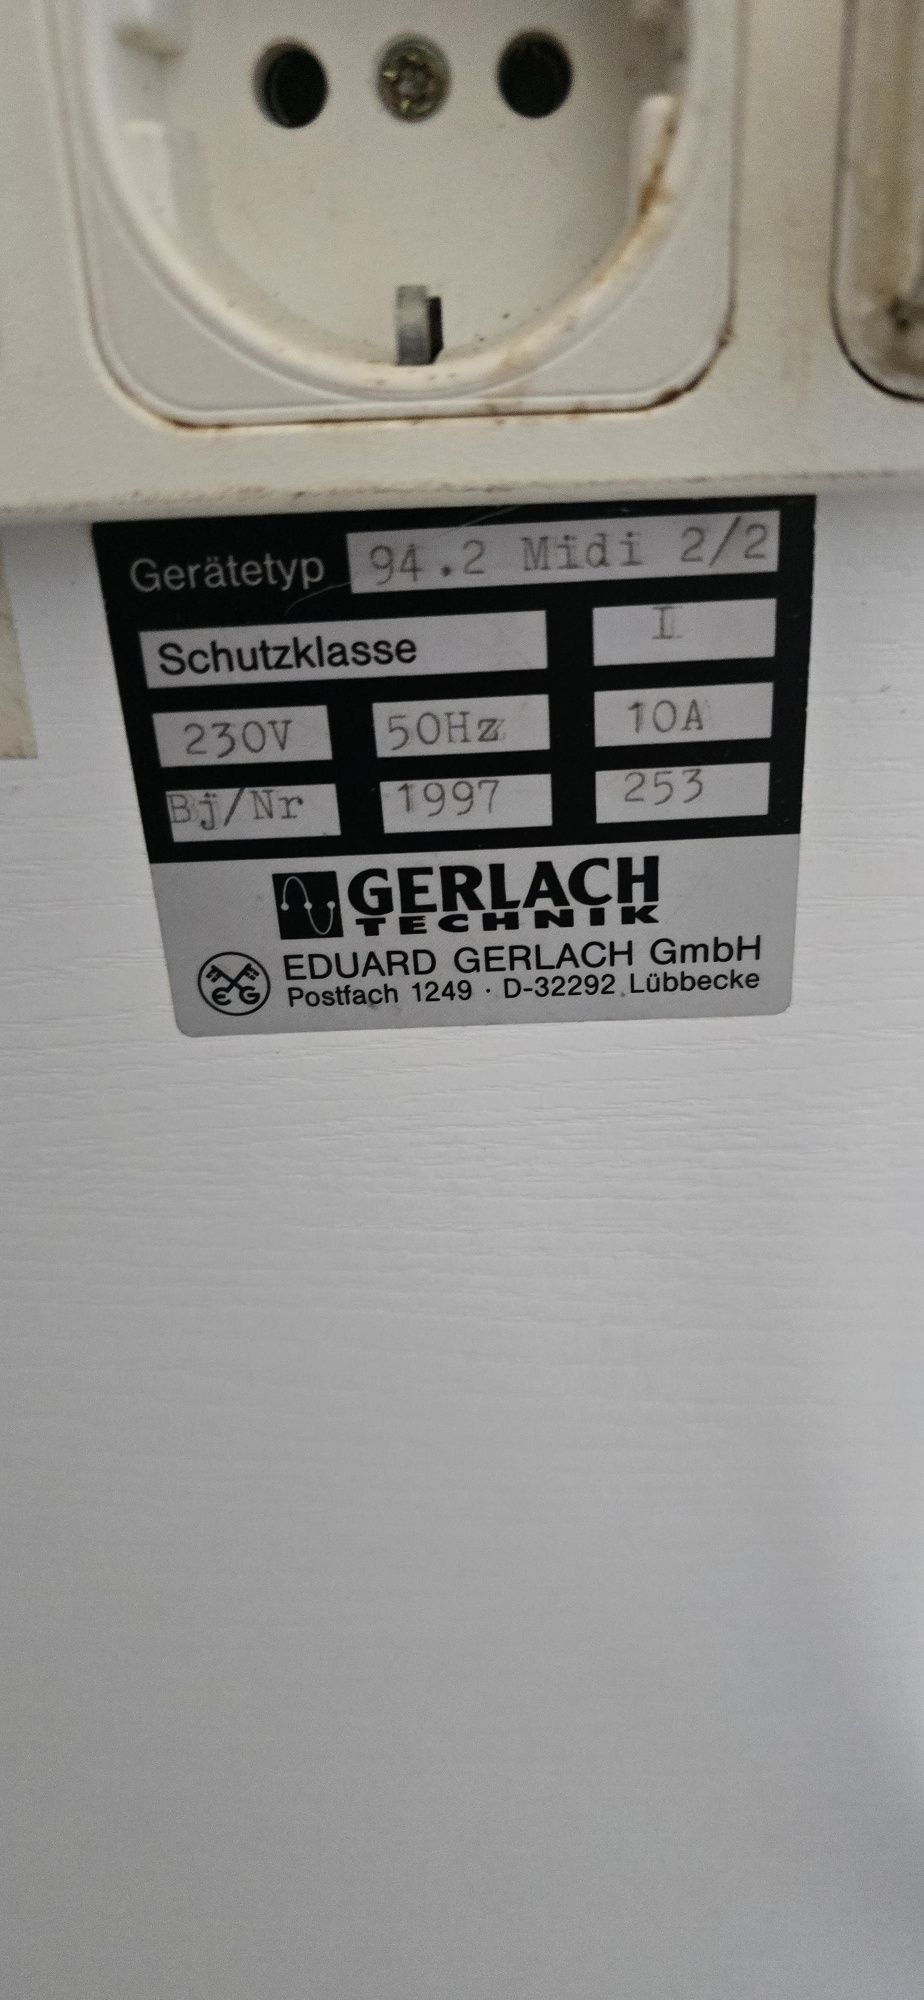 Gerätetyp 94.2 Midi 2/2
Schutzklasse I
230V 50Hz 10A
Bj/Nr 1997 253
GERLACH
TECHNIK
EG
EDUARD GERLACH GmbH
Postfach 1249 · D-32292 Lübbecke